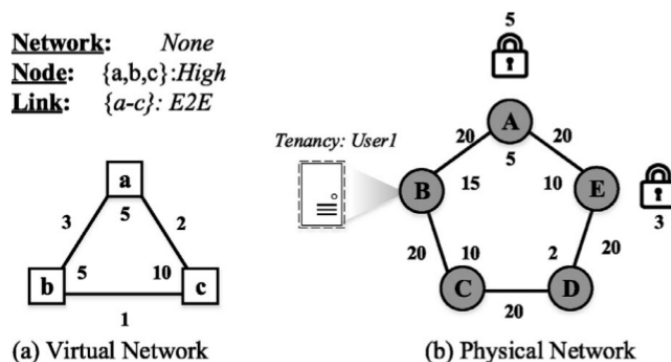 Network: None
Node: {a,b,c}:High
Link: {a-c}: E2E
a
5
3
2
b
5
10
c
1
(a) Virtual Network
5
A
20
20
5
Tenancy: User1
B
15
10
E
3
20
10
2
20
C
D
20
(b) Physical Network